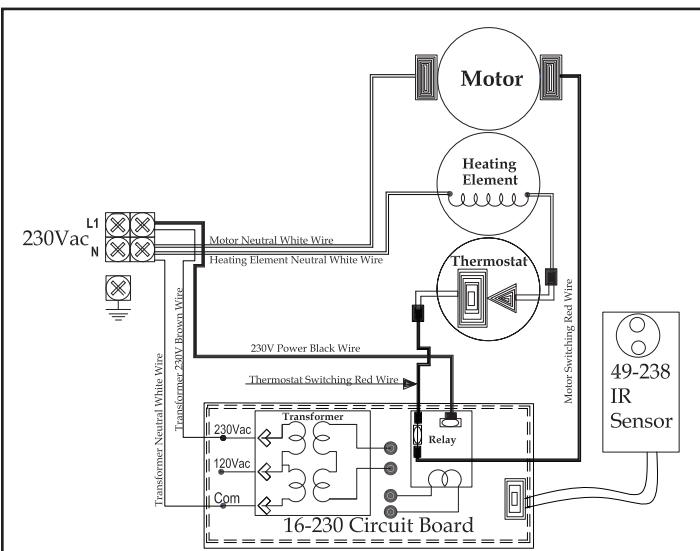 Motor
Heating
Element
L1
230Vac
N
Motor Neutral White Wire
Heating Element Neutral White Wire
Thermostat
Transformer Neutral White Wire
Transformer 230V Brown Wire
230V Power Black Wire
Thermostat Switching Red Wire
Motor Switching Red Wire
49-238
IR
Sensor
Transformer
230Vac
120Vac
Com
Relay
16-230 Circuit Board